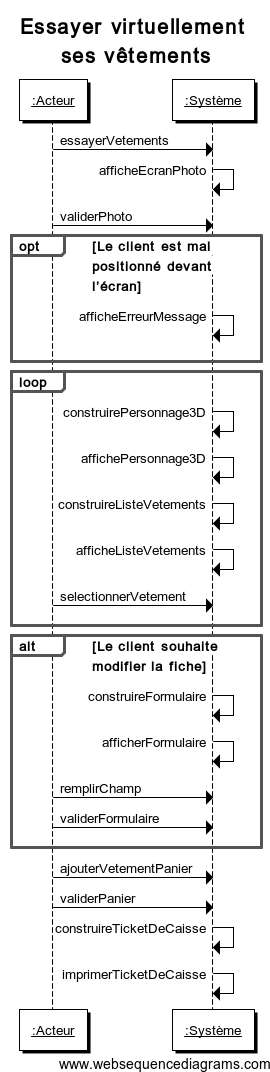 Essayer virtuellement
ses vêtements
:Acteur
:Système
essayerVetements
afficheEcranPhoto
validerPhoto
opt
[Le client est mal
positionné devant
l'écran]
afficheErreurMessage
loop
construirePersonnage3D
affichePersonnage3D
construireListeVetements
afficheListeVetements
selectionnerVetement
alt
[Le client souhaite
modifier la fiche]
construireFormulaire
afficherFormulaire
remplirChamp
validerFormulaire
ajouterVetementPanier
validerPanier
construireTicketDeCaisse
imprimerTicketDeCaisse
:Acteur
:Système
www.websequencediagrams.com